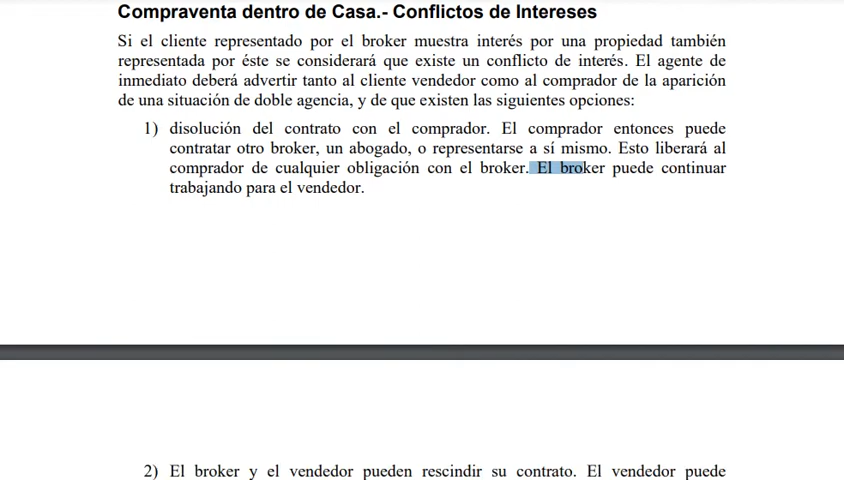 Compraventa dentro de Casa.- Conflictos de Intereses
Si el cliente representado por el broker muestra interés por una propiedad también
representada por éste se considerará que existe un conflicto de interés. El agente de
inmediato deberá advertir tanto al cliente vendedor como al comprador de la aparición
de una situación de doble agencia, y de que existen las siguientes opciones:
1) disolución del contrato con el comprador. El comprador entonces puede
contratar otro broker, un abogado, o representarse a sí mismo. Esto liberará al
comprador de cualquier obligación con el broker. El broker puede continuar
trabajando para el vendedor.
2) El broker y el vendedor pueden rescindir su contrato. El vendedor puede